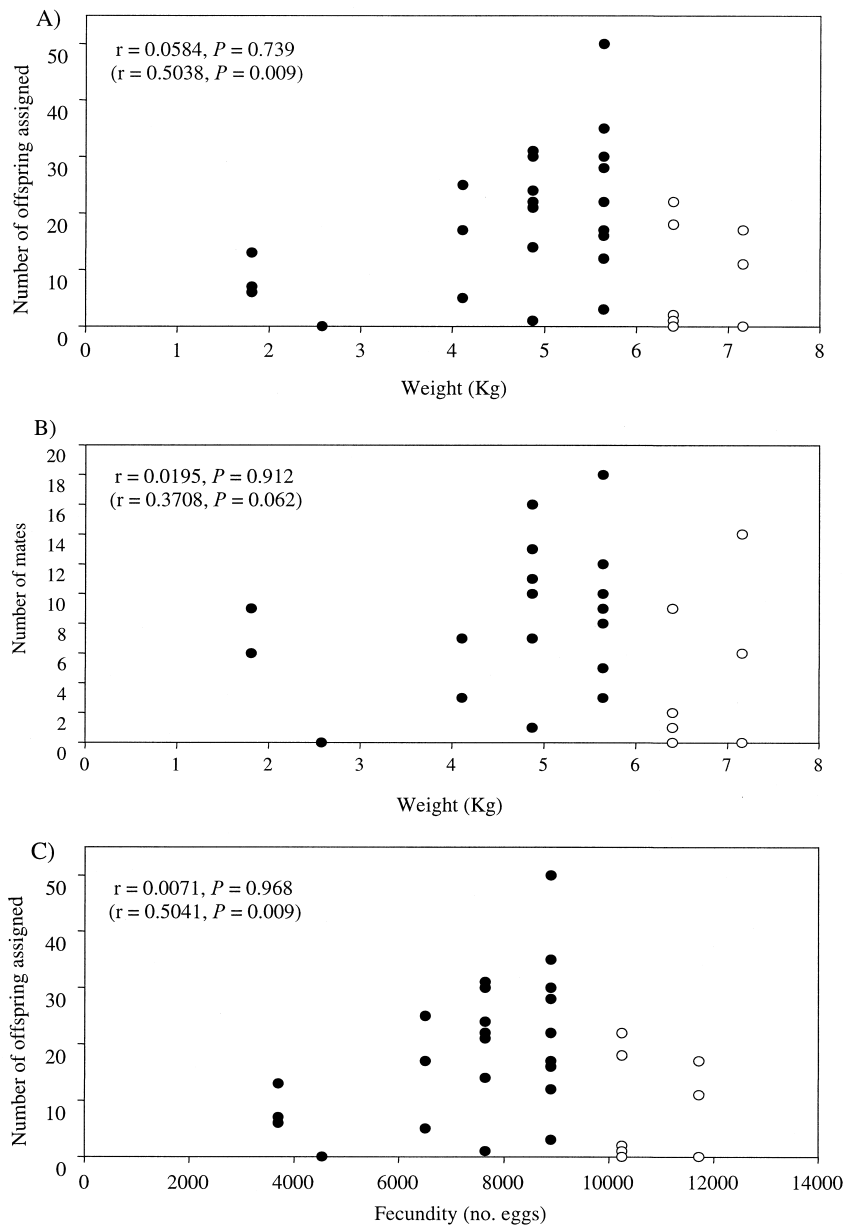 A)
r = 0.0584, P = 0.739
(r = 0.5038, P = 0.009)
Number of offspring assigned
50
40
30
20
10
0
0 1 2 3 4 5 6 7 8
Weight (Kg)
B)
r = 0.0195, P = 0.912
(r = 0.3708, P = 0.062)
Number of mates
20
18
16
14
12
10
8
6
4
2
0
0 1 2 3 4 5 6 7 8
Weight (Kg)
C)
r = 0.0071, P = 0.968
(r = 0.5041, P = 0.009)
Number of offspring assigned
50
40
30
20
10
0
0 2000 4000 6000 8000 10000 12000 14000
Fecundity (no. eggs)